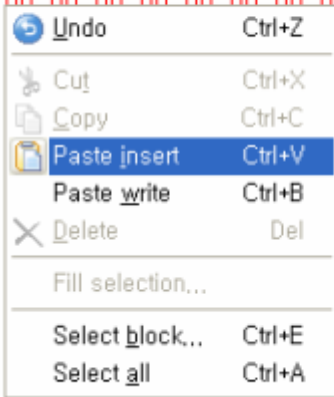 Undo Ctrl+Z
Cut Ctrl+X
Copy Ctrl+C
Paste insert Ctrl+V
Paste write Ctrl+B
Delete Del
Fill selection...
Select block... Ctrl+E
Select all Ctrl+A